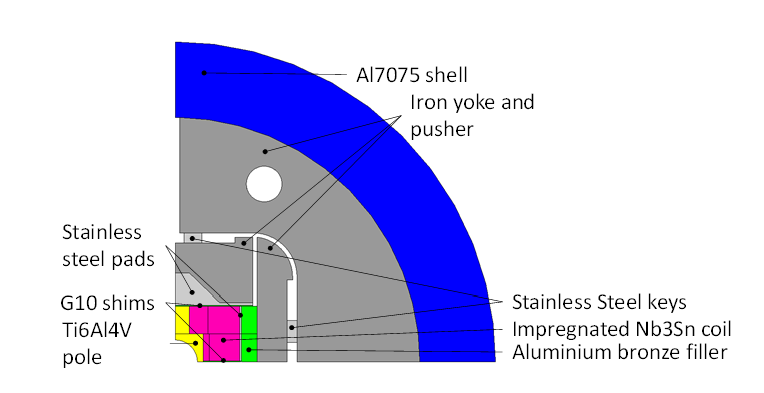 Al7075 shell
Iron yoke and
pusher
Stainless
steel pads
G10 shims
Ti6Al4V
pole
Stainless Steel keys
Impregnated Nb3Sn coil
Aluminium bronze filler